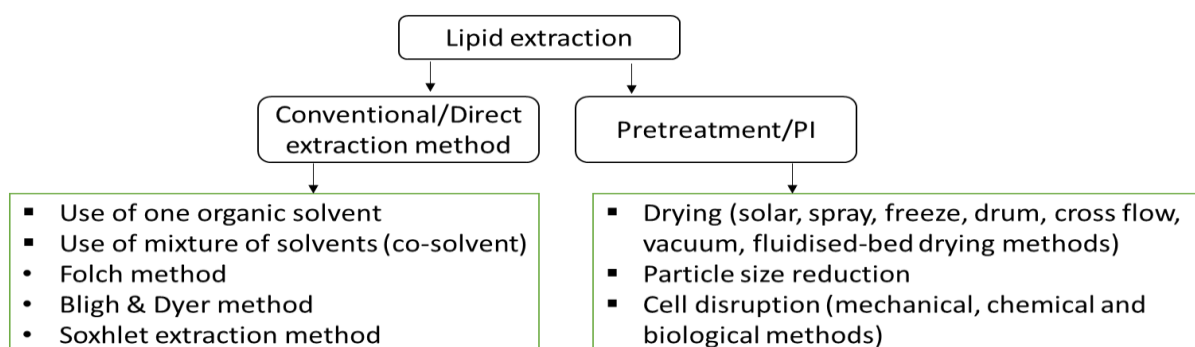 Lipid extraction
Conventional/Direct
extraction method
Pretreatment/PI
▪ Use of one organic solvent
▪ Use of mixture of solvents (co-solvent)
• Folch method
• Bligh & Dyer method
• Soxhlet extraction method
▪ Drying (solar, spray, freeze, drum, cross flow,
vacuum, fluidised-bed drying methods)
▪ Particle size reduction
▪ Cell disruption (mechanical, chemical and
biological methods)